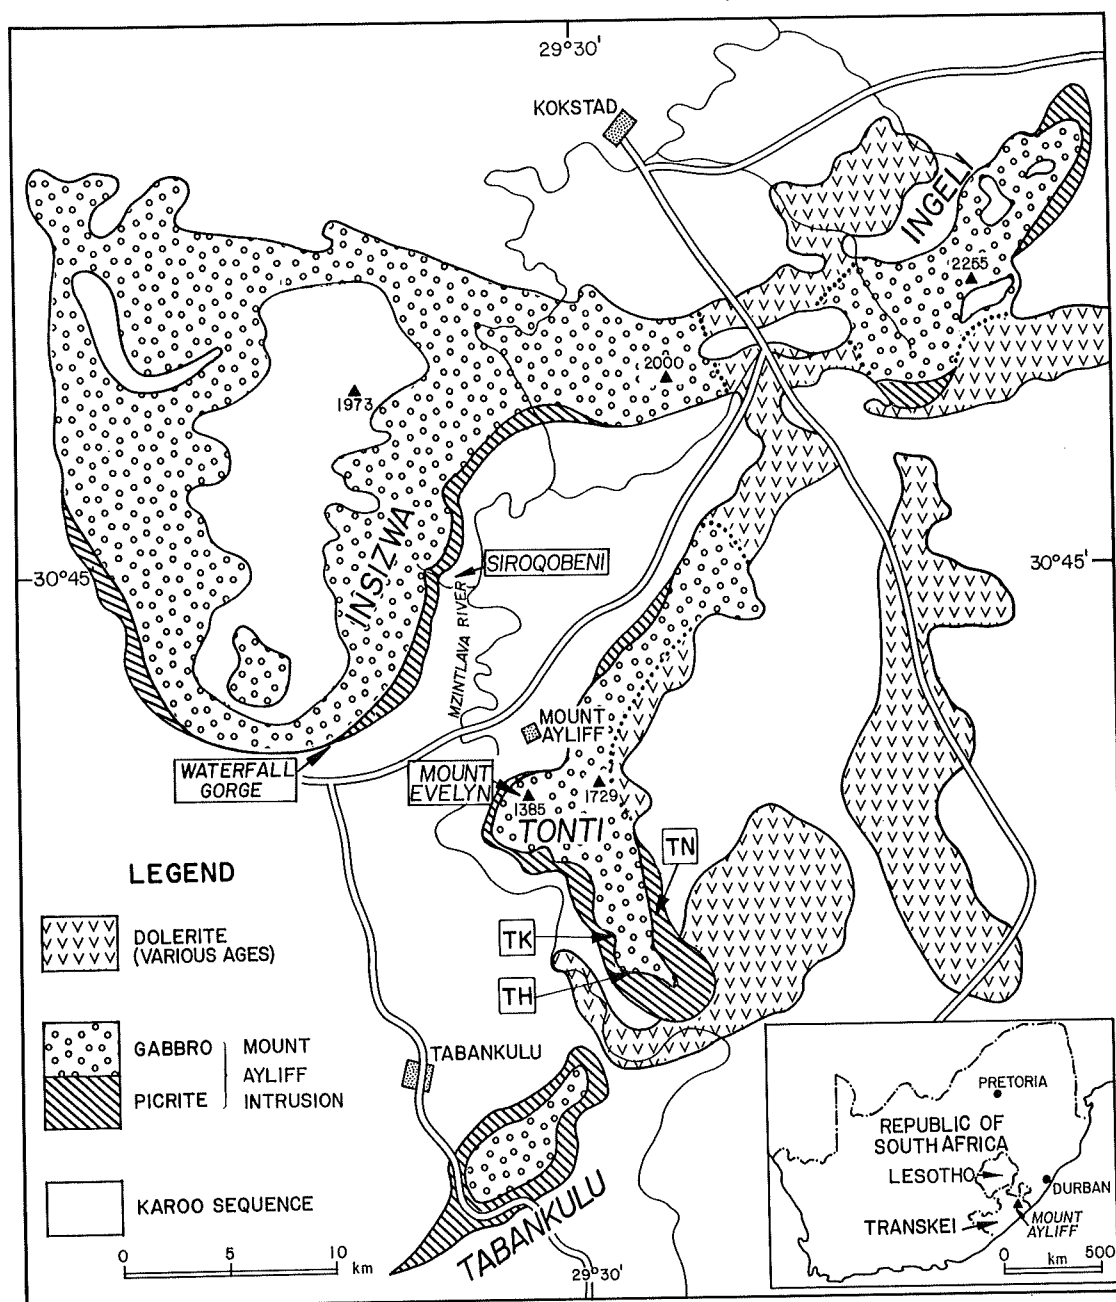 29°30'
KOKSTAD
INGELI
2255
2000
1973
INSIZWA
SIROQOBENI
30°45'
30°45'
MZINTLAVA RIVER
MOUNT
AYLIFF
WATERFALL
GORGE
MOUNT
EVELYN
1385
1729
TONTI
TN
TK
TH
LEGEND
DOLERITE
(VARIOUS AGES)
GABBRO
PICRITE
MOUNT
AYLIFF
INTRUSION
KAROO SEQUENCE
0 5 10
km
TABANKULU
TABANKULU
29°30'
PRETORIA
REPUBLIC OF
SOUTH AFRICA
LESOTHO
DURBAN
TRANSKEI
MOUNT
AYLIFF
0 km 500